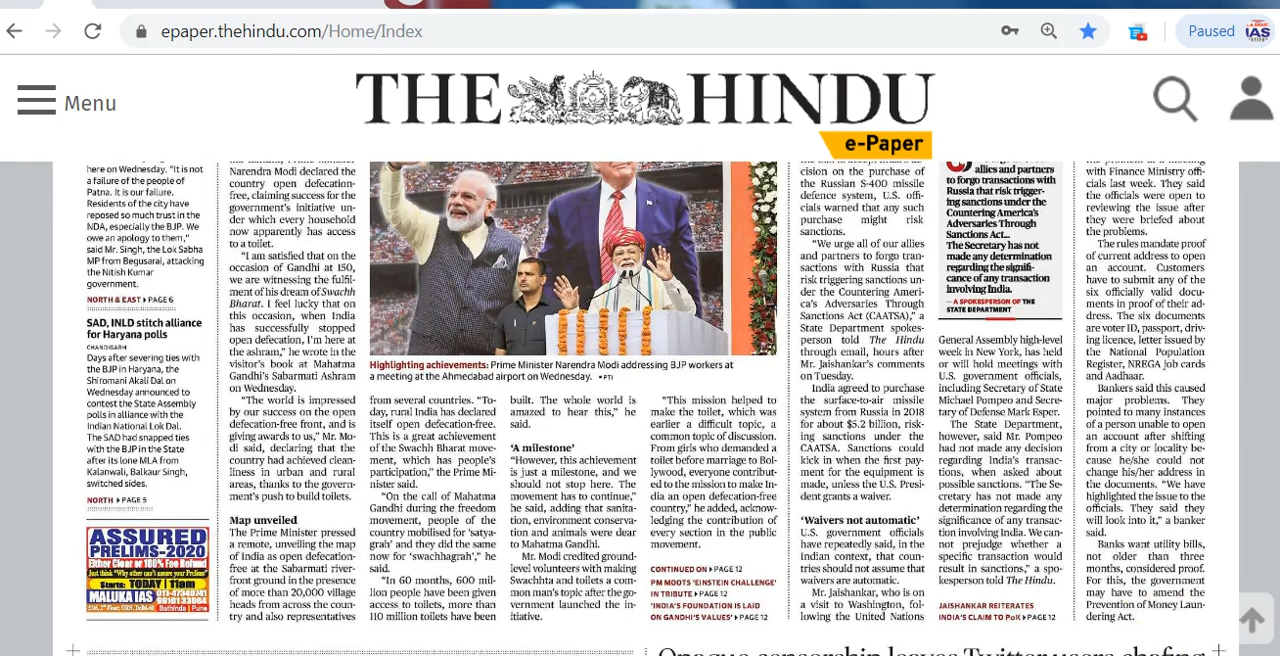 epaper.thehindu.com/Home/Index
Paused
IAS
Menu
THE HINDU
e-Paper
here on Wednesday. "It is not
a failure of the people of
Patna. It is our failure.
Residents of the city have
reposed so much trust in the
NDA, especially the BJP. We
owe an apology to them,"
said Mr. Singh, the Lok Sabha
MP from Begusarai, attacking
the Nitish Kumar
government.
NORTH & EAST ▸ PAGE 6
SAD, INLD stitch alliance
for Haryana polls
CHANDIGARH
Days after severing ties with
the BJP in Haryana, the
Shiromani Akali Dal on
Wednesday announced to
contest the State Assembly
polls in alliance with the
Indian National Lok Dal.
The SAD had snapped ties
with the BJP in the State
after its lone MLA from
Kalanwali, Balkaur Singh,
switched sides.
NORTH ▸ PAGE 5
ASSURED
PRELIMS-2020
Either Clear or 100% Fee Refund
Just think "Why other can't assure your Prelims"
Starts: TODAY | 11am
MALUKA IAS
011-47340741
9910133084
Bathinda | Pune
Narendra Modi declared the
country open defecation-
free, claiming success for the
government's initiative un-
der which every household
now apparently has access
to a toilet.
"I am satisfied that on the
occasion of Gandhi at 150,
we are witnessing the fulfil-
ment of his dream of Swachh
Bharat. I feel lucky that on
this occasion, when India
has successfully stopped
open defecation, I'm here at
the ashram," he wrote in the
visitor's book at Mahatma
Gandhi's Sabarmati Ashram
on Wednesday.
"The world is impressed
by our success on the open
defecation-free front, and is
giving awards to us," Mr. Mo-
di said, declaring that the
country had achieved clean-
liness in urban and rural
areas, thanks to the govern-
ment's push to build toilets.
Map unveiled
The Prime Minister pressed
a remote, unveiling the map
of India as open defecation-
free at the Sabarmati river-
front ground in the presence
of more than 20,000 village
heads from across the coun
try and also representatives
Highlighting achievements: Prime Minister Narendra Modi addressing BJP workers at
a meeting at the Ahmedabad airport on Wednesday. • PTI
from several countries. "To-
day, rural India has declared
itself open defecation-free.
This is a great achievement
of the Swachh Bharat move-
ment, which has people's
participation," the Prime Mi-
nister said.
"On the call of Mahatma
Gandhi during the freedom
movement, people of the
country mobilised for 'satya-
grah' and they did the same
now for 'swachhagrah'," he
said.
"In 60 months, 600 mil-
lion people have been given
access to toilets, more than
110 million toilets have been
built. The whole world is
amazed to hear this," he
said.
'A milestone'
"However, this achievement
is just a milestone, and we
should not stop here. The
movement has to continue,"
he said, adding that sanita-
tion, environment conserva-
tion and animals were dear
to Mahatma Gandhi.
Mr. Modi credited ground-
level volunteers with making
Swachhta and toilets a com-
mon man's topic after the go-
vernment launched the in-
itiative.
"This mission helped to
make the toilet, which was
earlier a difficult topic, a
common topic of discussion.
From girls who demanded a
toilet before marriage to Bol-
lywood, everyone contribut-
ed to the mission to make In-
dia an open defecation-free
country," he added, acknow-
ledging the contribution of
every section in the public
movement.
CONTINUED ON ▸ PAGE 12
PM MOOTS 'EINSTEIN CHALLENGE'
IN TRIBUTE ▸ PAGE 12
'INDIA'S FOUNDATION IS LAID
ON GANDHI'S VALUES' ▸ PAGE 12
cision on the purchase of
the Russian S-400 missile
defence system, U.S. offi-
cials warned that any such
purchase might risk
sanctions.
"We urge all of our allies
and partners to forgo tran-
sactions with Russia that
risk triggering sanctions un-
der the Countering Ameri-
ca's Adversaries Through
Sanctions Act (CAATSA)," a
State Department spokes-
person told The Hindu
through email, hours after
Mr. Jaishankar's comments
on Tuesday.
India agreed to purchase
the surface-to-air missile
system from Russia in 2018
for about $5.2 billion, risk-
ing sanctions under the
CAATSA. Sanctions could
kick in when the first pay-
ment for the equipment is
made, unless the U.S. Presi-
dent grants a waiver.
'Waivers not automatic'
U.S. government officials
have repeatedly said, in the
Indian context, that coun-
tries should not assume that
waivers are automatic.
Mr. Jaishankar, who is on
a visit to Washington, fol-
lowing the United Nations
allies and partners
to forgo transactions with
Russia that risk trigger-
ing sanctions under the
Countering America's
Adversaries Through
Sanctions Act...
The Secretary has not
made any determination
regarding the signifi-
cance of any transaction
involving India.
— A SPOKESPERSON OF THE
STATE DEPARTMENT
General Assembly high-level
week in New York, has held
or will hold meetings with
U.S. government officials,
including Secretary of State
Michael Pompeo and Secre-
tary of Defense Mark Esper.
The State Department,
however, said Mr. Pompeo
had not made any decision
regarding India's transac-
tions, when asked about
possible sanctions. "The Se-
cretary has not made any
determination regarding the
significance of any transac-
tion involving India. We can-
not prejudge whether a
specific transaction would
result in sanctions," a spo-
kesperson told The Hindu.
JAISHANKAR REITERATES
INDIA'S CLAIM TO PoK ▸ PAGE 12
with Finance Ministry offi-
cials last week. They said
the officials were open to
reviewing the issue after
they were briefed about
the problems.
The rules mandate proof
of current address to open
an account. Customers
have to submit any of the
six officially valid docu-
ments in proof of their ad-
dress. The six documents
are voter ID, passport, driv-
ing licence, letter issued by
the National Population
Register, NREGA job cards
and Aadhaar.
Bankers said this caused
major problems. They
pointed to many instances
of a person unable to open
an account after shifting
from a city or locality be-
cause he/she could not
change his/her address in
the documents. "We have
highlighted the issue to the
officials. They said they
will look into it," a banker
said.
Banks want utility bills,
not older than three
months, considered proof.
For this, the government
may have to amend the
Prevention of Money Laun-
dering Act.
Opaque censorship leaves Twitter users chafing